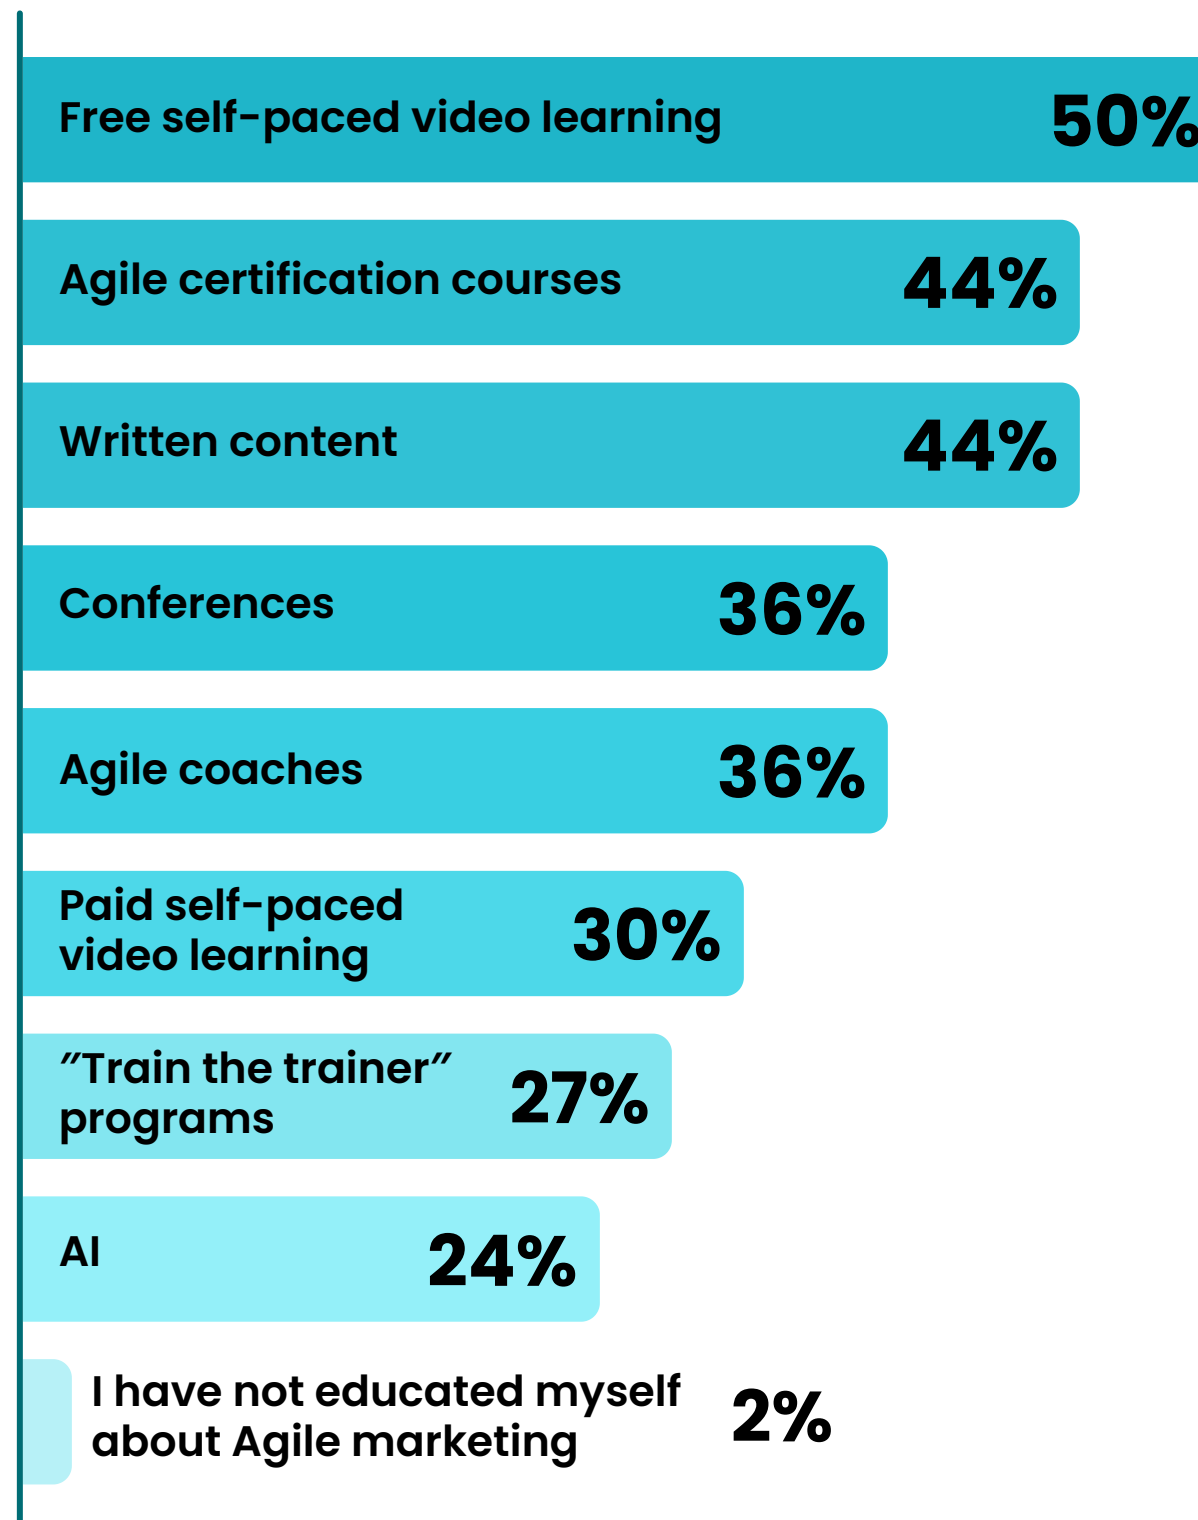 Free self-paced video learning 50%
Agile certification courses 44%
Written content 44%
Conferences 36%
Agile coaches 36%
Paid self-paced
video learning 30%
"Train the trainer"
programs 27%
AI 24%
I have not educated myself
about Agile marketing 2%